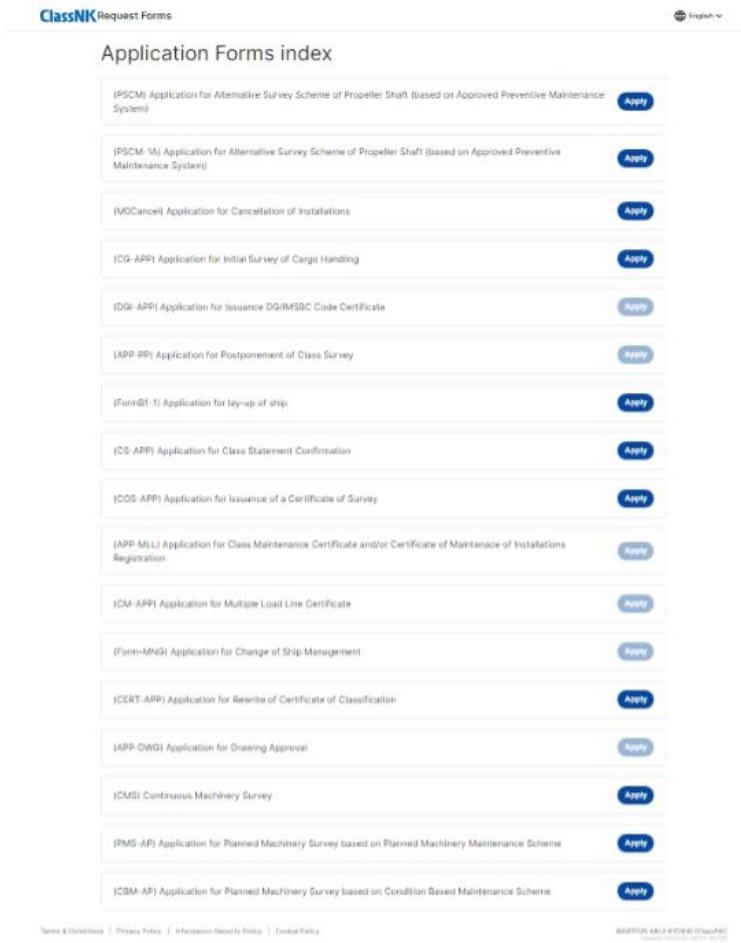 ClassNK Request Forms
English
Application Forms index
(PSCM) Application for Alternative Survey Scheme of Propeller Shaft (based on Approved Preventive Maintenance
System)
Apply
(PSCM-1A) Application for Alternative Survey Scheme of Propeller Shaft (based on Approved Preventive
Maintenance System)
Apply
(M0Cancel) Application for Cancellation of Installations
Apply
(CG-APP) Application for Initial Survey of Cargo Handling
Apply
(DGI-APP) Application for Issuance DG/IMSBC Code Certificate
Apply
(APP-PP) Application for Postponement of Class Survey
Apply
(Form81-1) Application for lay-up of ship
Apply
(CS-APP) Application for Class Statement Confirmation
Apply
(COS-APP) Application for issuance of a Certificate of Survey
Apply
(APP-MLL) Application for Class Maintenance Certificate and/or Certificate of Maintenace of Installations
Registration
Apply
(CM-APP) Application for Multiple Load Line Certificate
Apply
(Form-MNG) Application for Change of Ship Management
Apply
(CERT-APP) Application for Rewrite of Certificate of Classification
Apply
(APP-DWG) Application for Drawing Approval
Apply
(CMS) Continuous Machinery Survey
Apply
(PMS-AP) Application for Planned Machinery Survey based on Planned Machinery Maintenance Scheme
Apply
(CBM-AP) Application for Planned Machinery Survey based on Condition Based Maintenance Scheme
Apply
Terms & Conditions | Privacy Policy | Information Security Policy | Cookie Policy
NIPPON KAIJI KYOKAI (ClassNK)